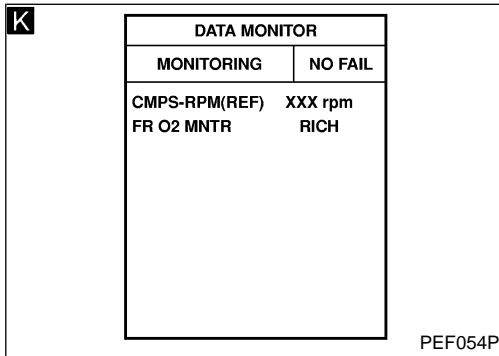 K
DATA MONITOR
MONITORING NO FAIL
CMPS-RPM(REF) XXX rpm
FR O2 MNTR RICH
PEF054P